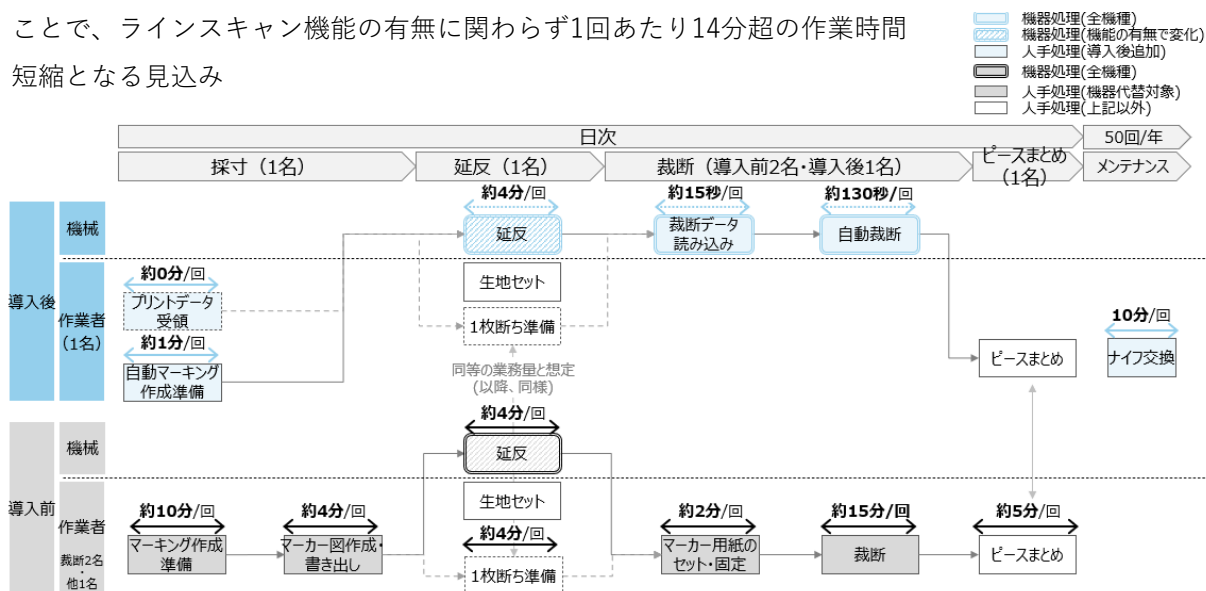 ことで、ラインスキャン機能の有無に関わらず1回あたり14分超の作業時間
短縮となる見込み
機器処理(全機種)
機器処理(機能の有無で変化)
人手処理(導入後追加)
機器処理(全機種)
人手処理(機器代替対象)
人手処理(上記以外)
日次
50回/年
採寸（1名）
延反（1名）
裁断（導入前2名・導入後1名）
ピースまとめ
（1名）
メンテナンス
導入後
機械
約4分/回
延反
約15秒/回
裁断データ
読み込み
約130秒/回
自動裁断
作業者
（1名）
約0分/回
プリントデータ
受領
約1分/回
自動マーキング
作成準備
生地セット
1枚断ち準備
同等の業務量と想定
(以降、同様)
ピースまとめ
10分/回
ナイフ交換
導入前
機械
約4分/回
延反
作業者
裁断2名
・
他1名
約10分/回
マーキング作成
準備
約4分/回
マーカー図作成・
書き出し
生地セット
約4分/回
1枚断ち準備
約2分/回
マーカー用紙の
セット・固定
約15分/回
裁断
約5分/回
ピースまとめ